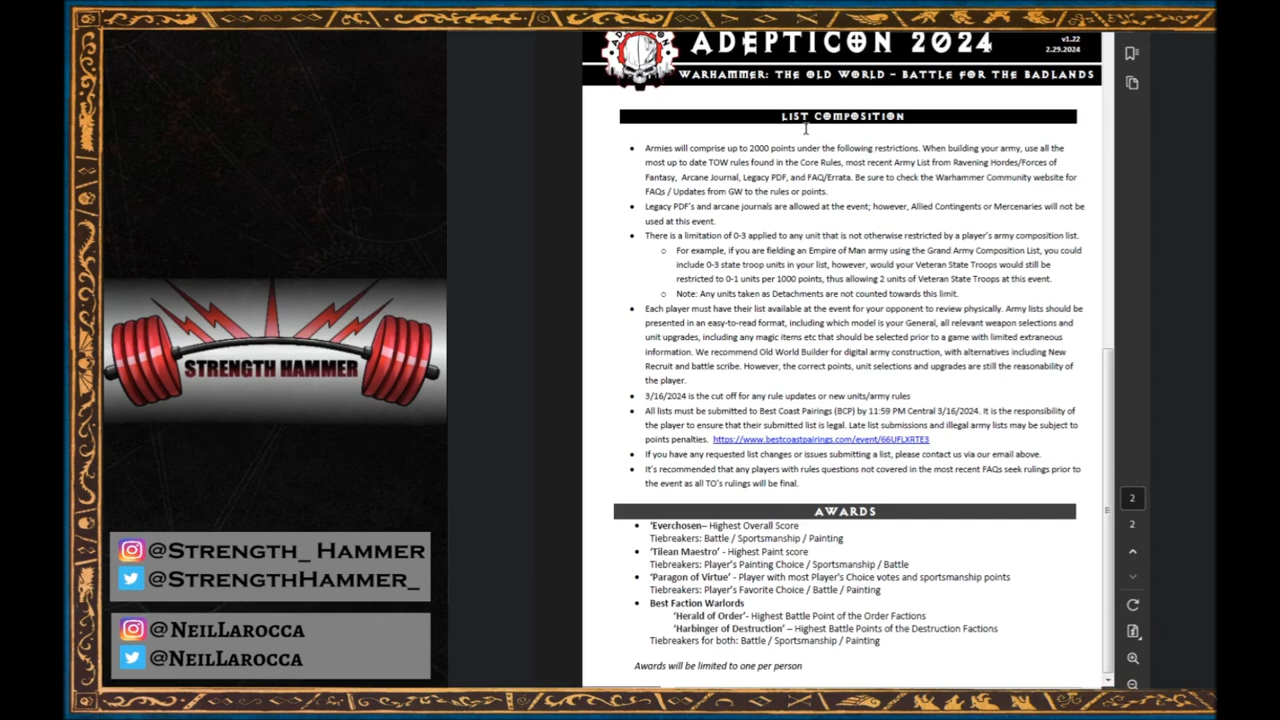 ADEPTICON 2024
v1.22
2.29.2024
WARHAMMER: THE OLD WORLD – BATTLE FOR THE BADLANDS
LIST COMPOSITION
• Armies will comprise up to 2000 points under the following restrictions. When building your army, use all the
most up to date TOW rules found in the Core Rules, most recent Army List from Ravening Hordes/Forces of
Fantasy, Arcane Journal, Legacy PDF, and FAQ/Errata. Be sure to check the Warhammer Community website for
FAQs / Updates from GW to the rules or points.
• Legacy PDF's and arcane journals are allowed at the event; however, Allied Contingents or Mercenaries will not be
used at this event.
• There is a limitation of 0-3 applied to any unit that is not otherwise restricted by a player's army composition list.
o For example, if you are fielding an Empire of Man army using the Grand Army Composition List, you could
include 0-3 state troop units in your list, however, would your Veteran State Troops would still be
restricted to 0-1 units per 1000 points, thus allowing 2 units of Veteran State Troops at this event.
o Note: Any units taken as Detachments are not counted towards this limit.
• Each player must have their list available at the event for your opponent to review physically. Army lists should be
presented in an easy-to-read format, including which model is your General, all relevant weapon selections and
unit upgrades, including any magic items etc that should be selected prior to a game with limited extraneous
information. We recommend Old World Builder for digital army construction, with alternatives including New
Recruit and battle scribe. However, the correct points, unit selections and upgrades are still the reasonability of
the player.
• 3/16/2024 is the cut off for any rule updates or new units/army rules
• All lists must be submitted to Best Coast Pairings (BCP) by 11:59 PM Central 3/16/2024. It is the responsibility of
the player to ensure that their submitted list is legal. Late list submissions and illegal army lists may be subject to
points penalties. https://www.bestcoastpairings.com/event/66UFLXRTE3
• If you have any requested list changes or issues submitting a list, please contact us via our email above.
• It's recommended that any players with rules questions not covered in the most recent FAQs seek rulings prior to
the event as all TO's rulings will be final.
AWARDS
• 'Everchosen– Highest Overall Score
Tiebreakers: Battle / Sportsmanship / Painting
• 'Tilean Maestro' - Highest Paint score
Tiebreakers: Player's Painting Choice / Sportsmanship / Battle
• 'Paragon of Virtue' - Player with most Player's Choice votes and sportsmanship points
Tiebreakers: Player's Favorite Choice / Battle / Painting
• Best Faction Warlords
'Herald of Order'- Highest Battle Point of the Order Factions
'Harbinger of Destruction' – Highest Battle Points of the Destruction Factions
Tiebreakers for both: Battle / Sportsmanship / Painting
Awards will be limited to one per person
2
2
STRENGTH HAMMER
@STRENGTH_HAMMER
@STRENGTHHAMMER_
@NEILLAROCCA
@NEILLAROCCA